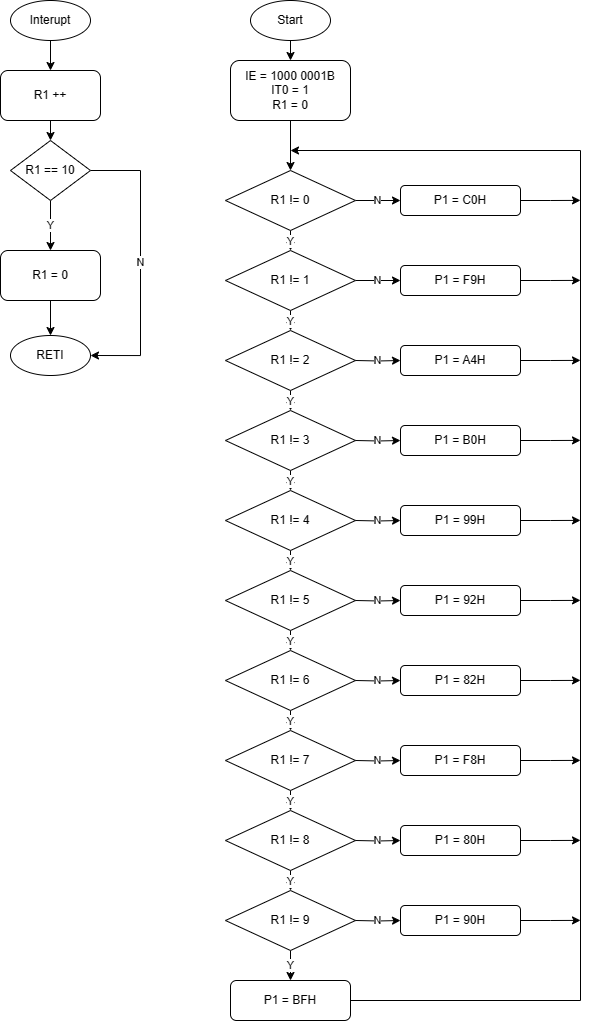 Interupt
R1 ++
R1 == 10
Y
N
R1 = 0
RETI
Start
IE = 1000 0001B
IT0 = 1
R1 = 0
R1 != 0
N
P1 = C0H
Y
R1 != 1
N
P1 = F9H
Y
R1 != 2
N
P1 = A4H
Y
R1 != 3
N
P1 = B0H
Y
R1 != 4
N
P1 = 99H
Y
R1 != 5
N
P1 = 92H
Y
R1 != 6
N
P1 = 82H
Y
R1 != 7
N
P1 = F8H
Y
R1 != 8
N
P1 = 80H
Y
R1 != 9
N
P1 = 90H
Y
P1 = BFH